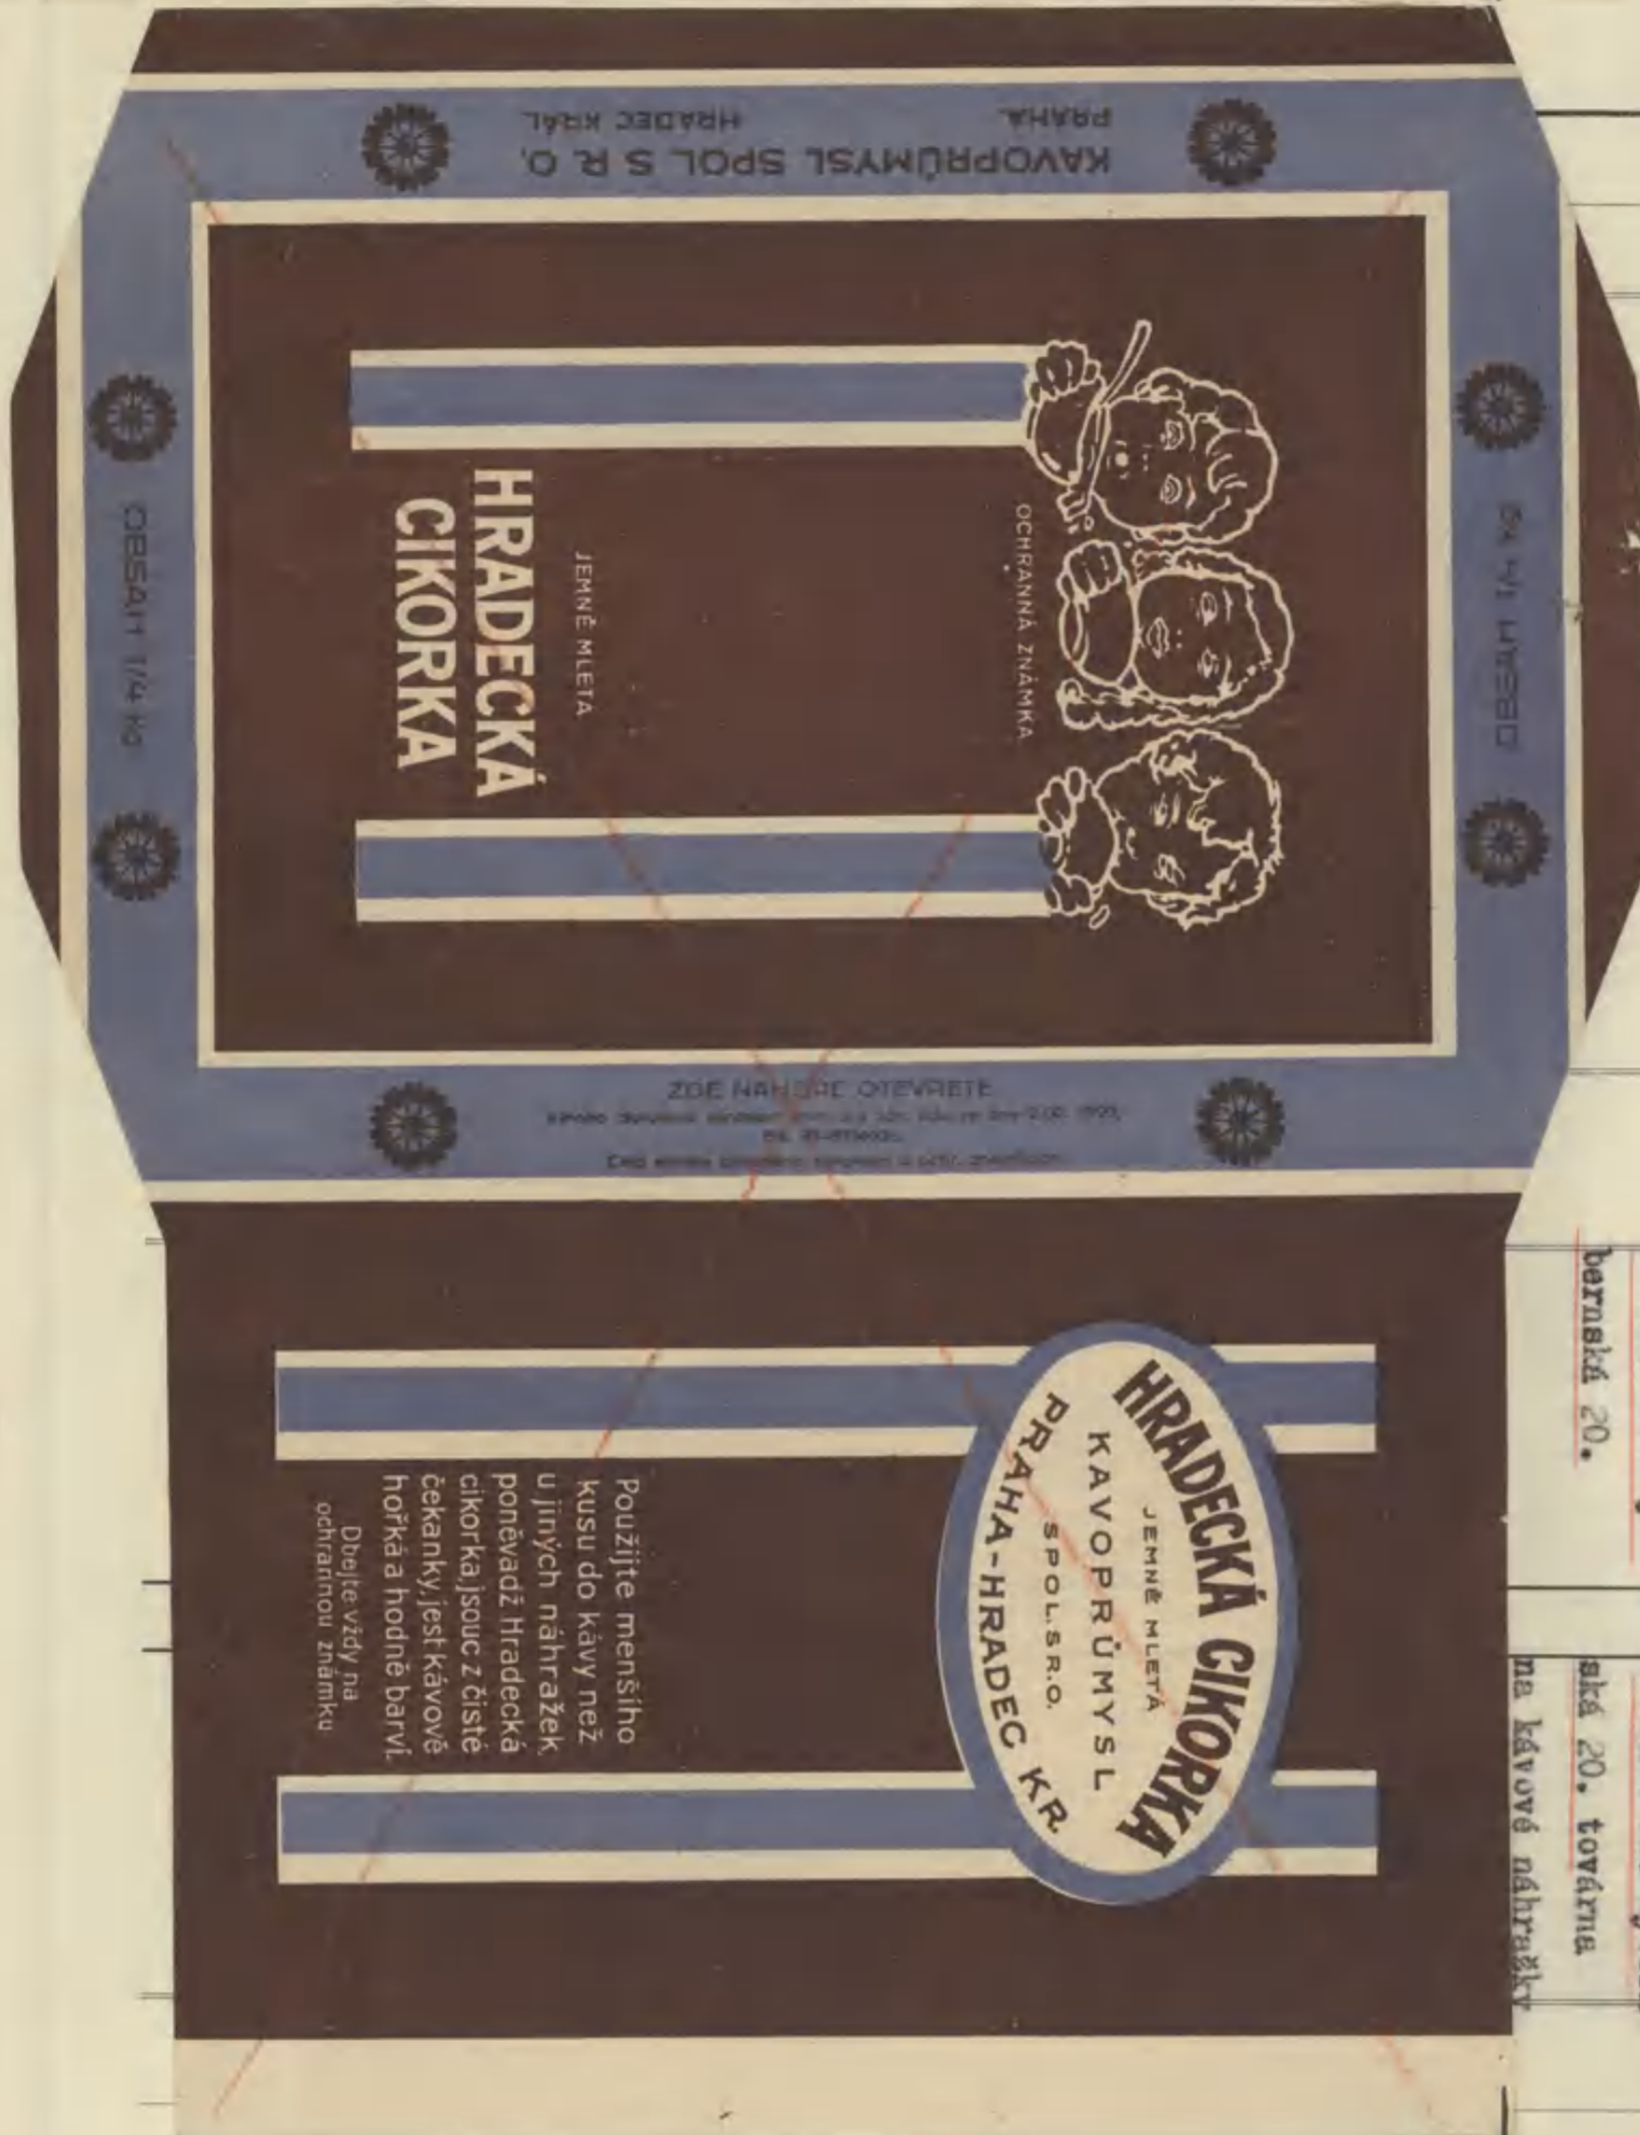 KAVOPRŮMYSL SPOL S R. O.
PRAHA HRADEC KRÁL.
OBSAH 1/4 kg
OBSAH 1/4 kg
OCHRANNÁ ZNÁMKA
JEMNĚ MLETÁ
HRADECKÁ
CIKORKA
ZDE NAHOŘE OTEVŘETE
HRADECKÁ CIKORKA
JEMNĚ MLETÁ
KAVOPRŮMYSL
SPOL.S R.O.
PRAHA-HRADEC KR.
Použijte menšího
kusu do kávy než
u jiných náhražek,
poněvadž Hradecká
cikorka,jsouc z čisté
čekanky,jest kávově
hořká a hodně barví.
Dbejte vždy na
ochrannou známku
bernská 20.
ská 20. továrna
na kávové náhražky